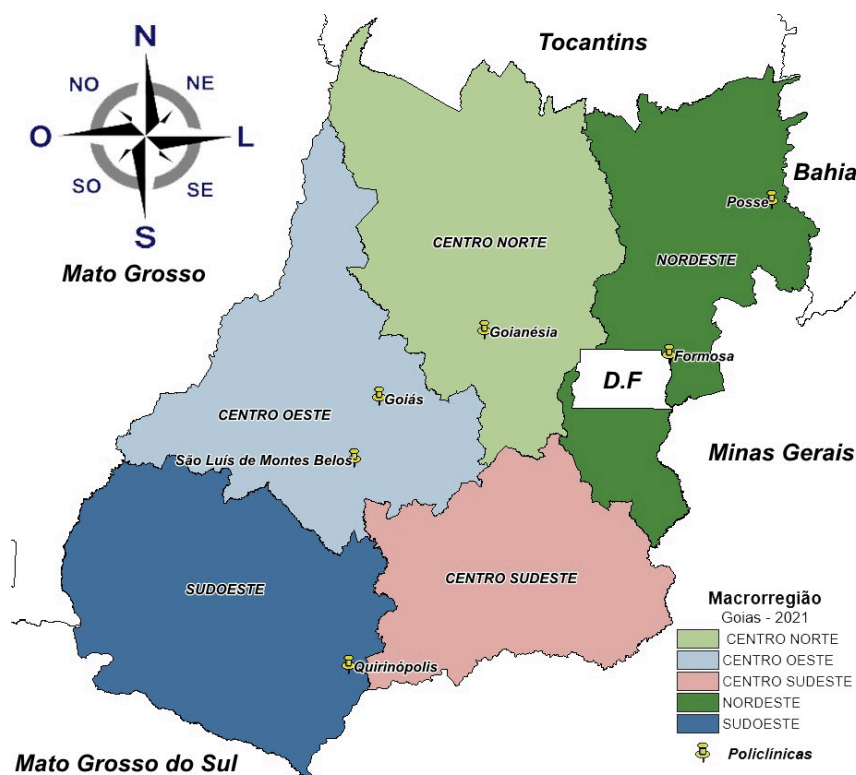 Tocantins
N
NO
NE
O
L
SO
SE
S
Bahia
Posse
Mato Grosso
CENTRO NORTE
NORDESTE
Goianésia
Formosa
D.F
Goiás
CENTRO OESTE
São Luís de Montes Belos
Minas Gerais
CENTRO SUDESTE
SUDOESTE
Quirinópolis
Mato Grosso do Sul
Macrorregião
Goias - 2021
CENTRO NORTE
CENTRO OESTE
CENTRO SUDESTE
NORDESTE
SUDOESTE
Policlínicas